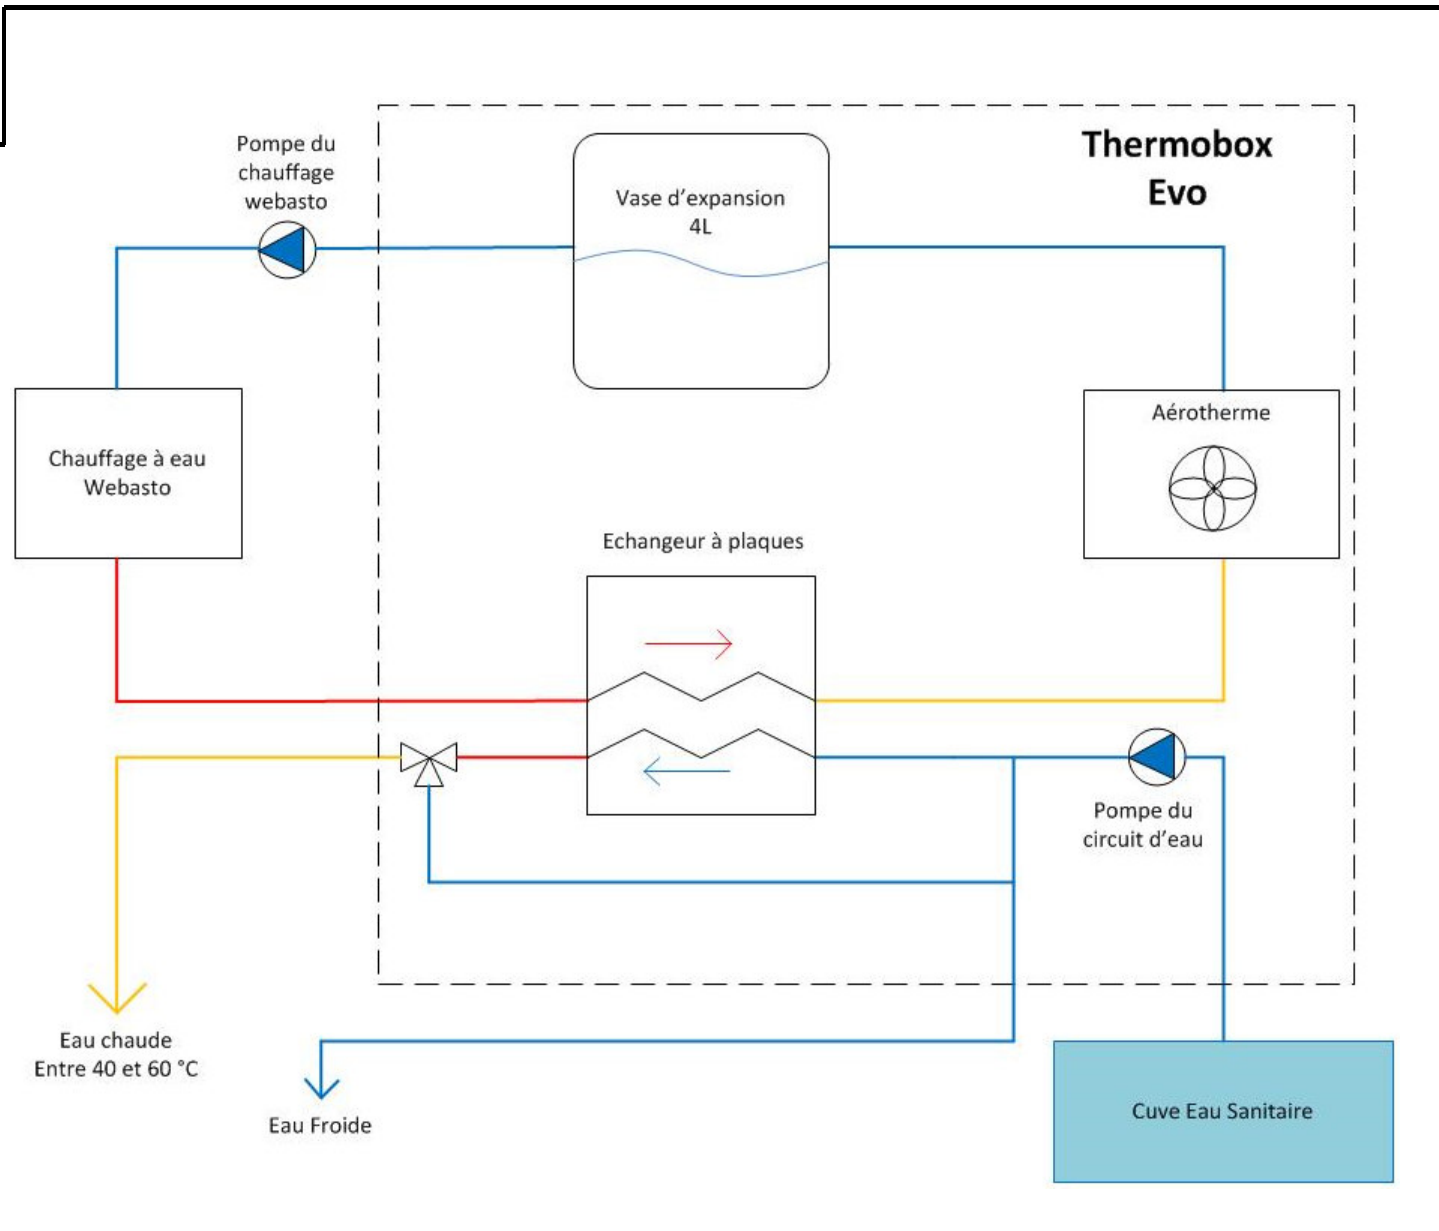 Thermobox
Evo
Pompe du
chauffage
webasto
Vase d'expansion
4L
Aérotherme
Chauffage à eau
Webasto
Echangeur à plaques
Pompe du
circuit d'eau
Eau chaude
Entre 40 et 60 °C
Eau Froide
Cuve Eau Sanitaire